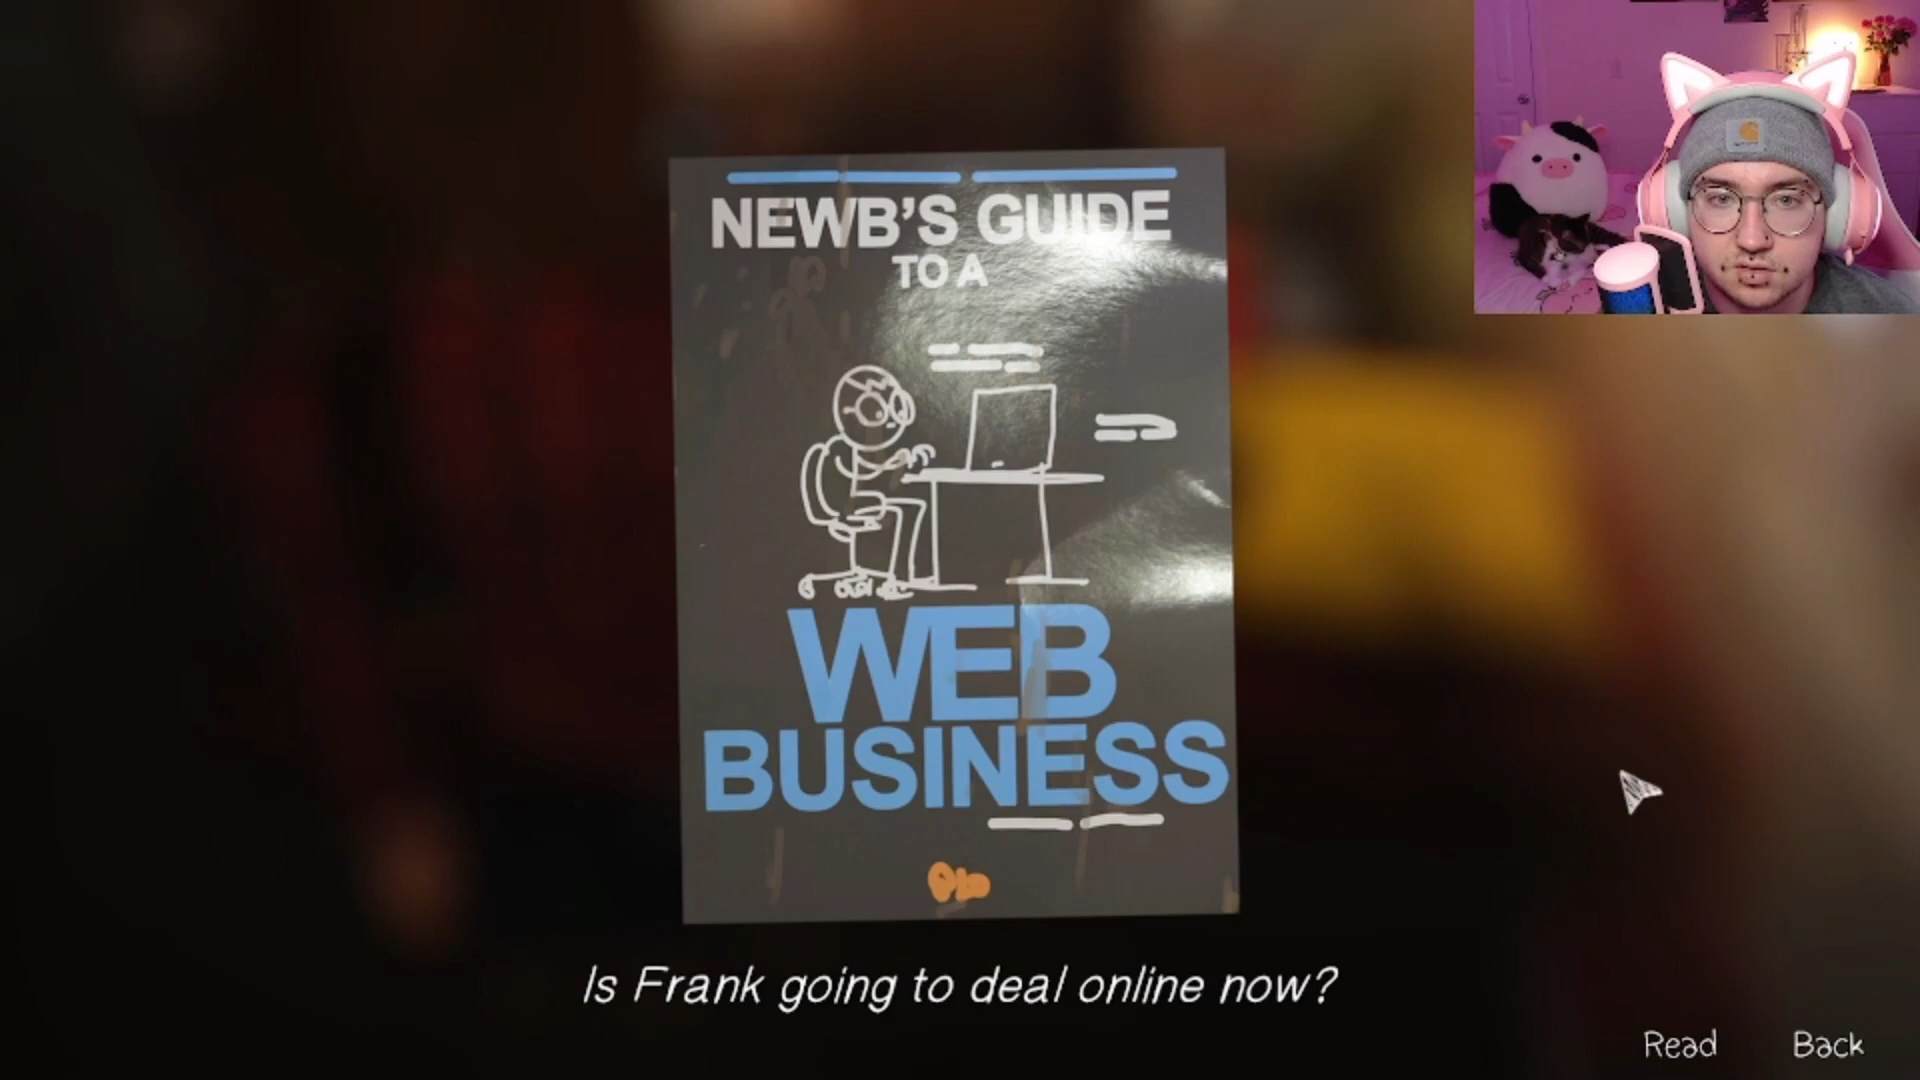 NEWB'S GUIDE
TO A
WEB
BUSINESS
Is Frank going to deal online now?
Read
Back